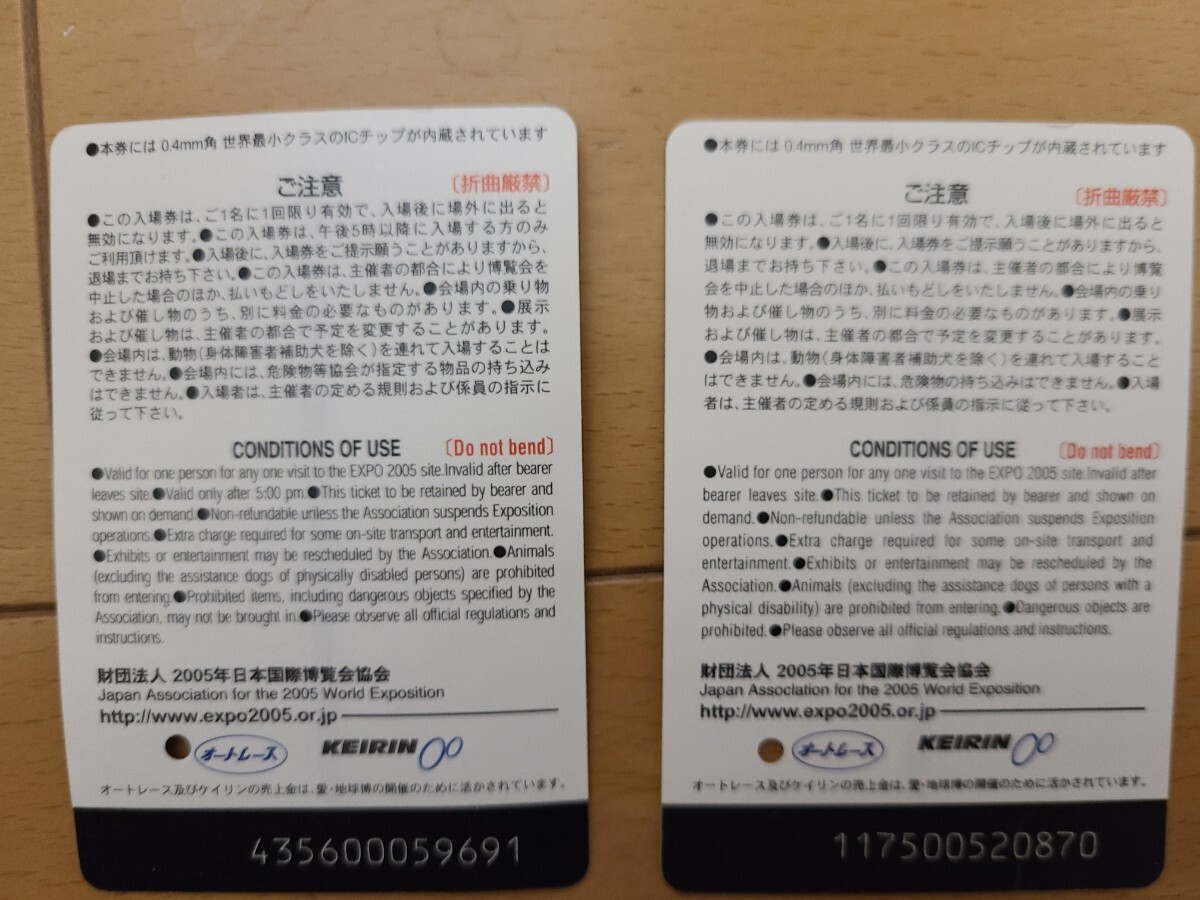 ●本券には 0.4mm角 世界最小クラスのICチップが内蔵されています
ご注意 〔折曲厳禁〕
●この入場券は、ご1名に1回限り有効で、入場後に場外に出ると
無効になります。●この入場券は、午後5時以降に入場する方のみ
ご利用頂けます。●入場後に、入場券をご提示願うことがありますから、
退場までお持ち下さい。●この入場券は、主催者の都合により博覧会を
中止した場合のほか、払いもどしをいたしません。●会場内の乗り物
および催し物のうち、別に料金の必要なものがあります。●展示
および催し物は、主催者の都合で予定を変更することがあります。
●会場内は、動物(身体障害者補助犬を除く)を連れて入場することは
できません。●会場内には、危険物等協会が指定する物品の持ち込み
はできません。●入場者は、主催者の定める規則および係員の指示に
従って下さい。
CONDITIONS OF USE 〔Do not bend〕
●Valid for one person for any one visit to the EXPO 2005 site.Invalid after bearer
leaves site.●Valid only after 5:00 pm.●This ticket to be retained by bearer and
shown on demand.●Non-refundable unless the Association suspends Exposition
operations.●Extra charge required for some on-site transport and entertainment.
●Exhibits or entertainment may be rescheduled by the Association.●Animals
(excluding the assistance dogs of physically disabled persons) are prohibited
from entering.●Prohibited items, including dangerous objects specified by the
Association, may not be brought in.●Please observe all official regulations and
instructions.
財団法人 2005年日本国際博覧会協会
Japan Association for the 2005 World Exposition
http://www.expo2005.or.jp
オートレース KEIRIN
オートレース及びケイリンの売上金は、愛・地球博の開催のために活かされています。
435600059691
●本券には 0.4mm角 世界最小クラスのICチップが内蔵されています
ご注意 〔折曲厳禁〕
●この入場券は、ご1名に1回限り有効で、入場後に場外に出ると
無効になります。●入場後に、入場券をご提示願うことがありますから、
退場までお持ち下さい。●この入場券は、主催者の都合により博覧
会を中止した場合のほか、払いもどしをいたしません。●会場内の乗り
物および催し物のうち、別に料金の必要なものがあります。●展示
および催し物は、主催者の都合で予定を変更することがあります。
●会場内は、動物(身体障害者補助犬を除く)を連れて入場すること
はできません。●会場内には、危険物の持ち込みはできません。●入場
者は、主催者の定める規則および係員の指示に従って下さい。
CONDITIONS OF USE 〔Do not bend〕
●Valid for one person for any one visit to the EXPO 2005 site.Invalid after
bearer leaves site.●This ticket to be retained by bearer and shown on
demand.●Non-refundable unless the Association suspends Exposition
operations.●Extra charge required for some on-site transport and
entertainment.●Exhibits or entertainment may be rescheduled by the
Association.●Animals (excluding the assistance dogs of persons with a
physical disability) are prohibited from entering.●Dangerous objects are
prohibited.●Please observe all official regulations and instructions.
財団法人 2005年日本国際博覧会協会
Japan Association for the 2005 World Exposition
http://www.expo2005.or.jp
オートレース KEIRIN
オートレース及びケイリンの売上金は、愛・地球博の開催のために活かされています。
117500520870